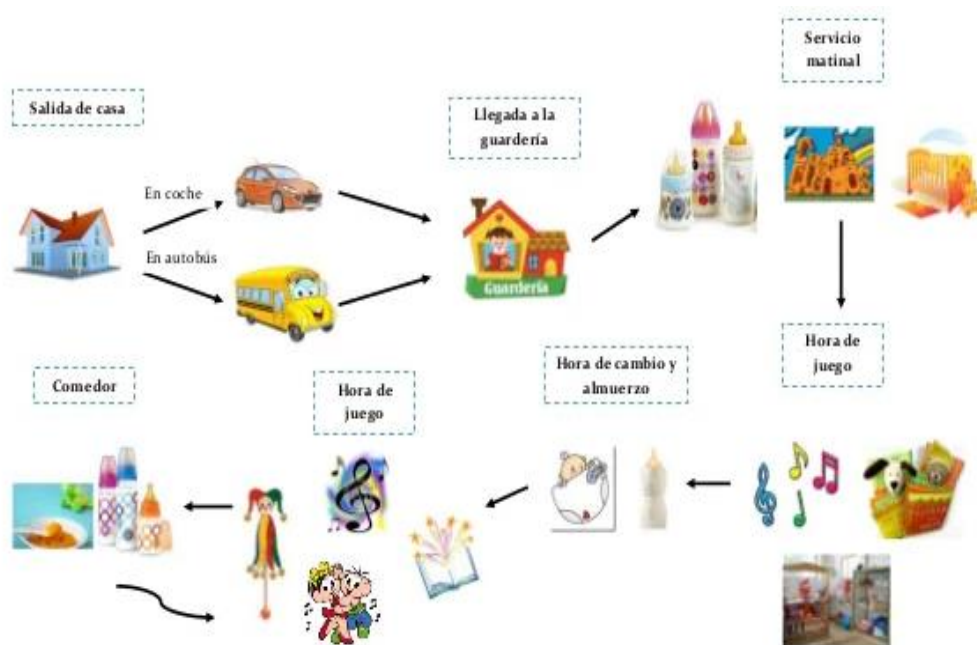 Servicio
matinal
Salida de casa
Llegada a la
guardería
En coche
En autobús
Guardería
Hora de
juego
Hora de cambio y
almuerzo
Hora de
juego
Comedor